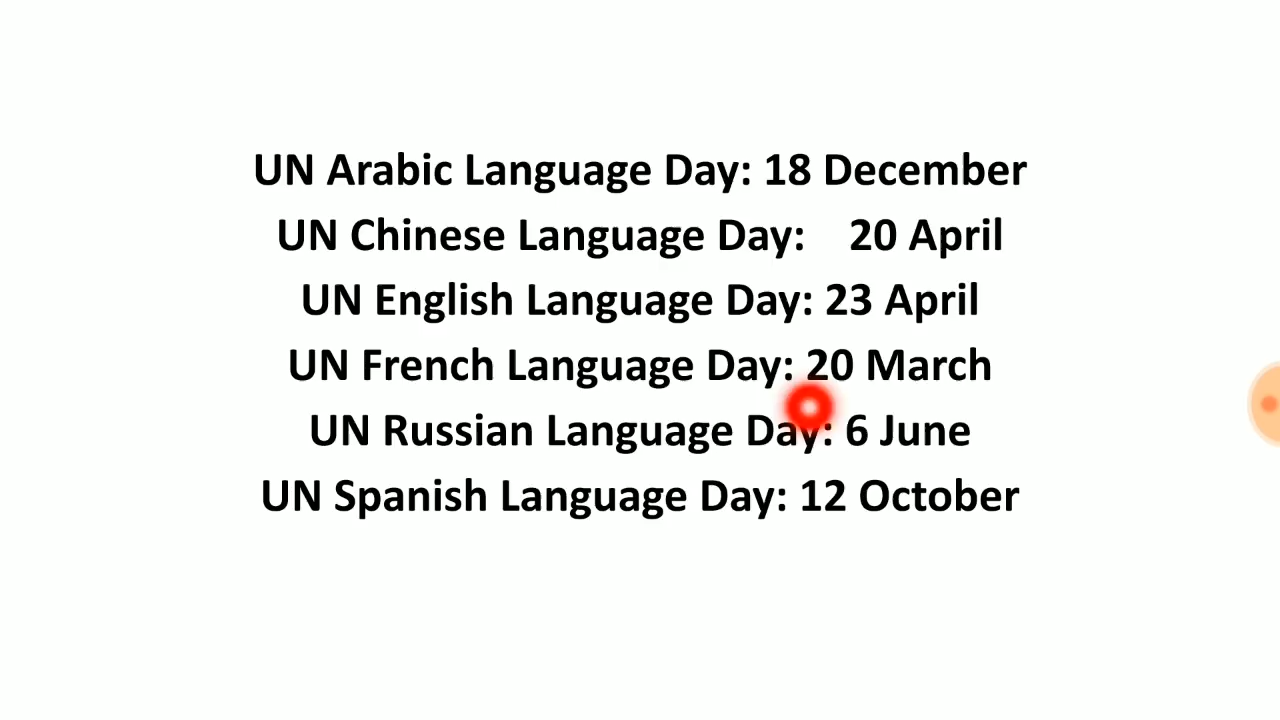 UN Arabic Language Day: 18 December
UN Chinese Language Day: 20 April
UN English Language Day: 23 April
UN French Language Day: 20 March
UN Russian Language Day: 6 June
UN Spanish Language Day: 12 October